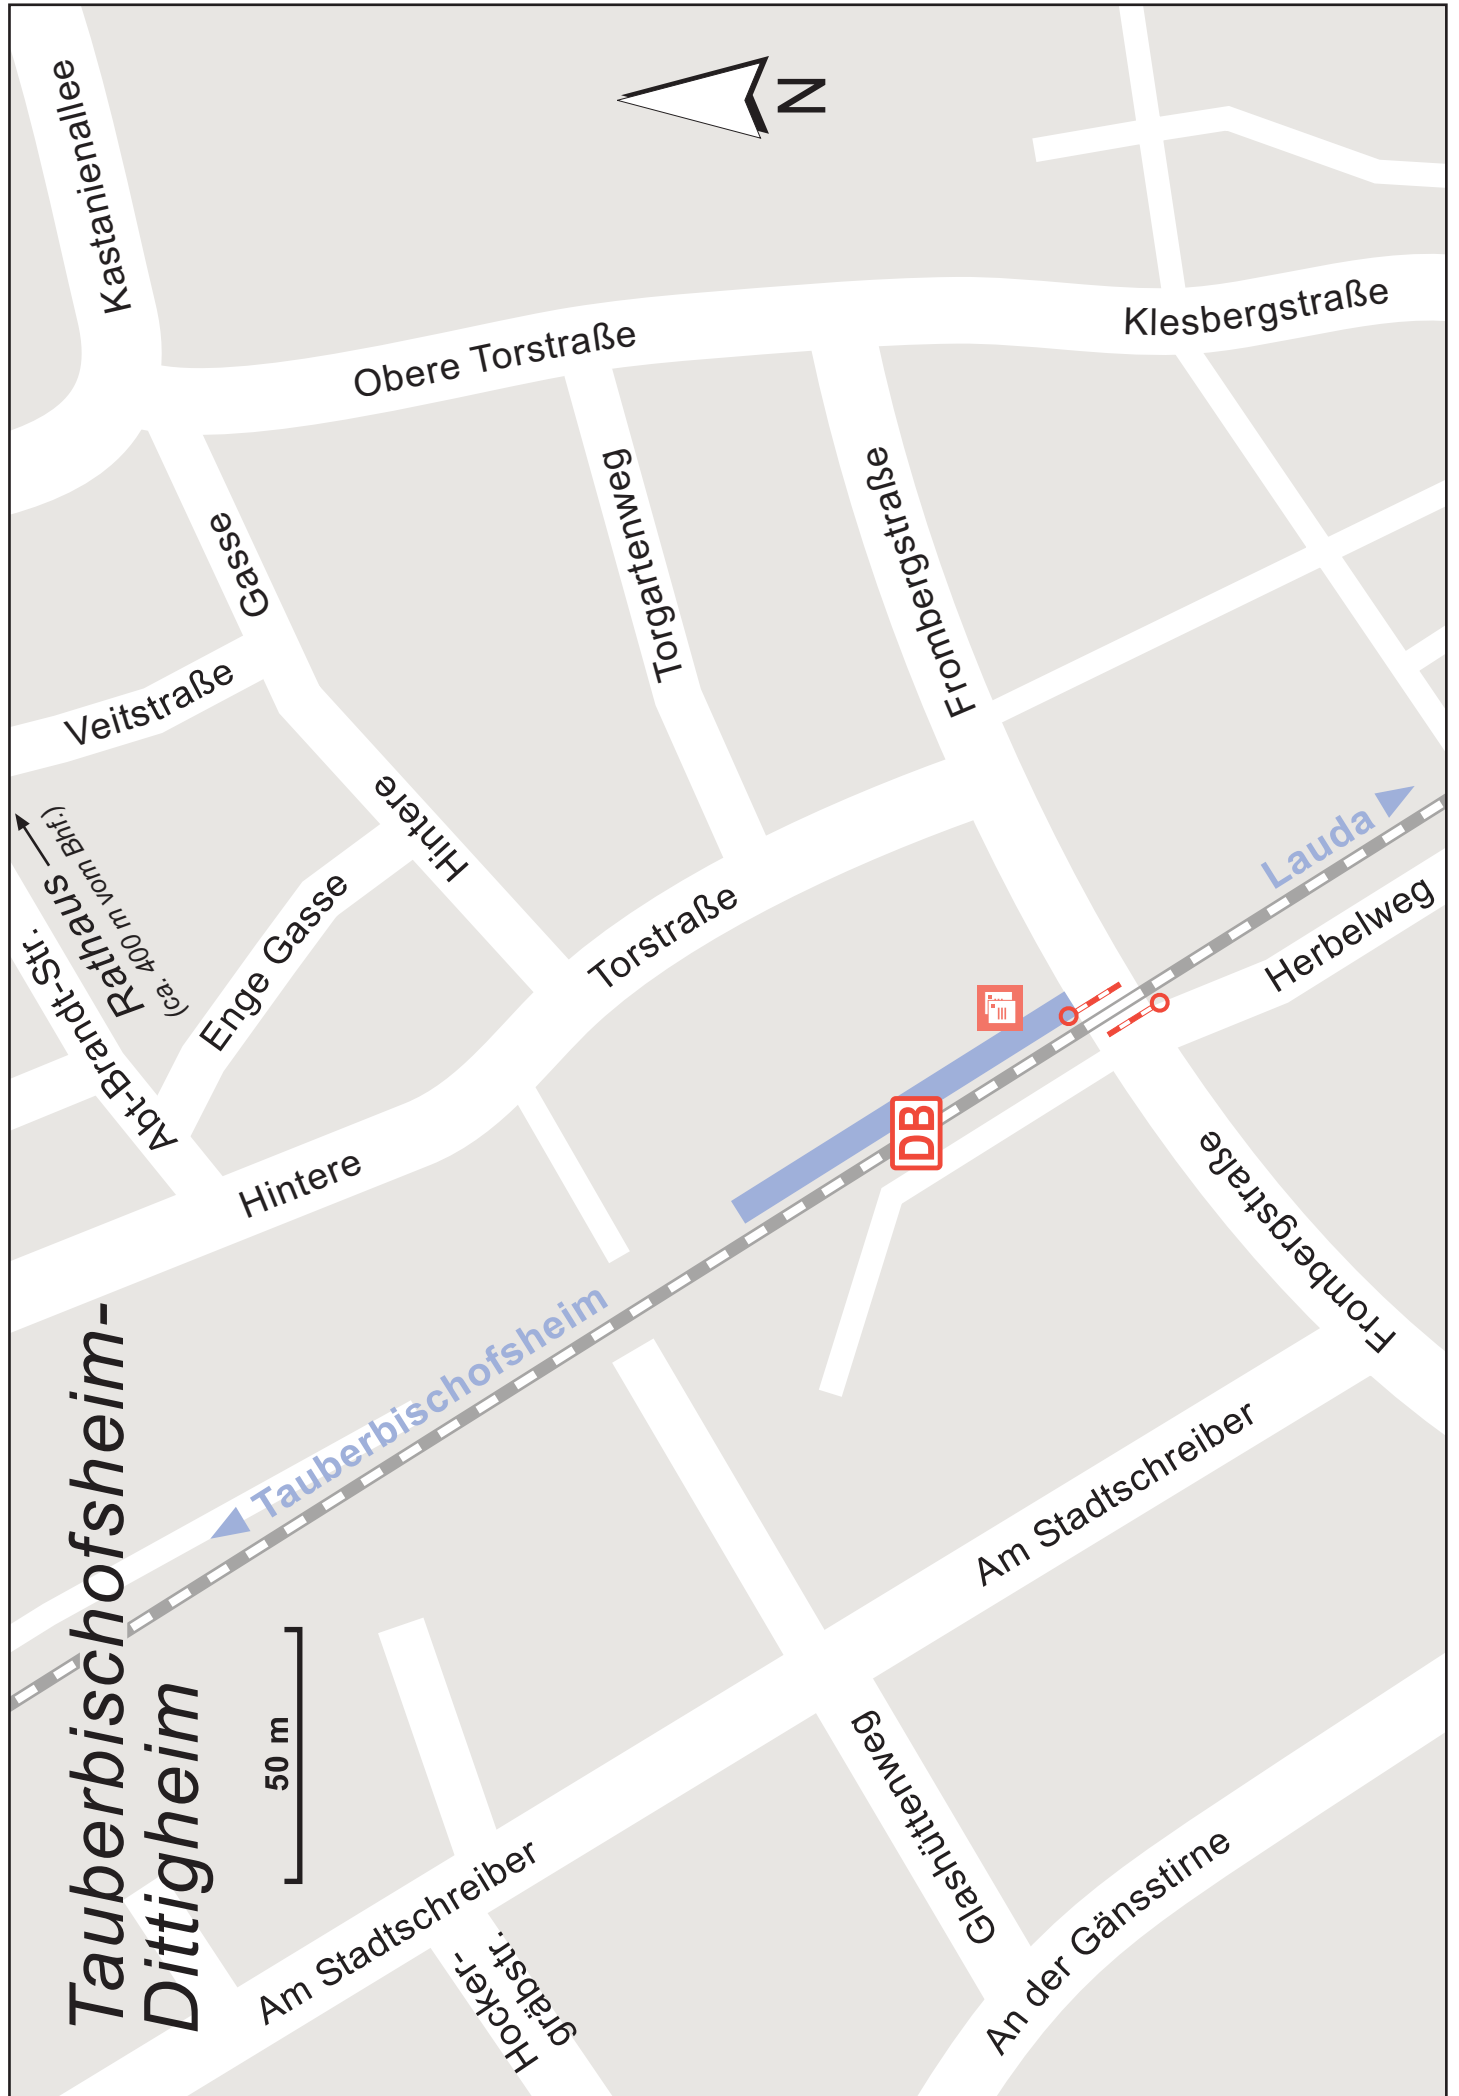 Tauberbischofsheim-
Dittigheim
50 m
N
Kastanienallee
Obere Torstraße
Klesbergstraße
Gasse
Hintere
Veitstraße
Torgartenweg
Frombergstraße
Rathaus
(ca. 400 m vom Bhf.)
Abt-Brandt-Str.
Enge Gasse
Torstraße
Hintere
Lauda
Herbelweg
DB
Tauberbischofsheim
Frombergstraße
Am Stadtschreiber
Am Stadtschreiber
Glashüttenweg
Hocker-
gräbstr.
An der Gänsstirne